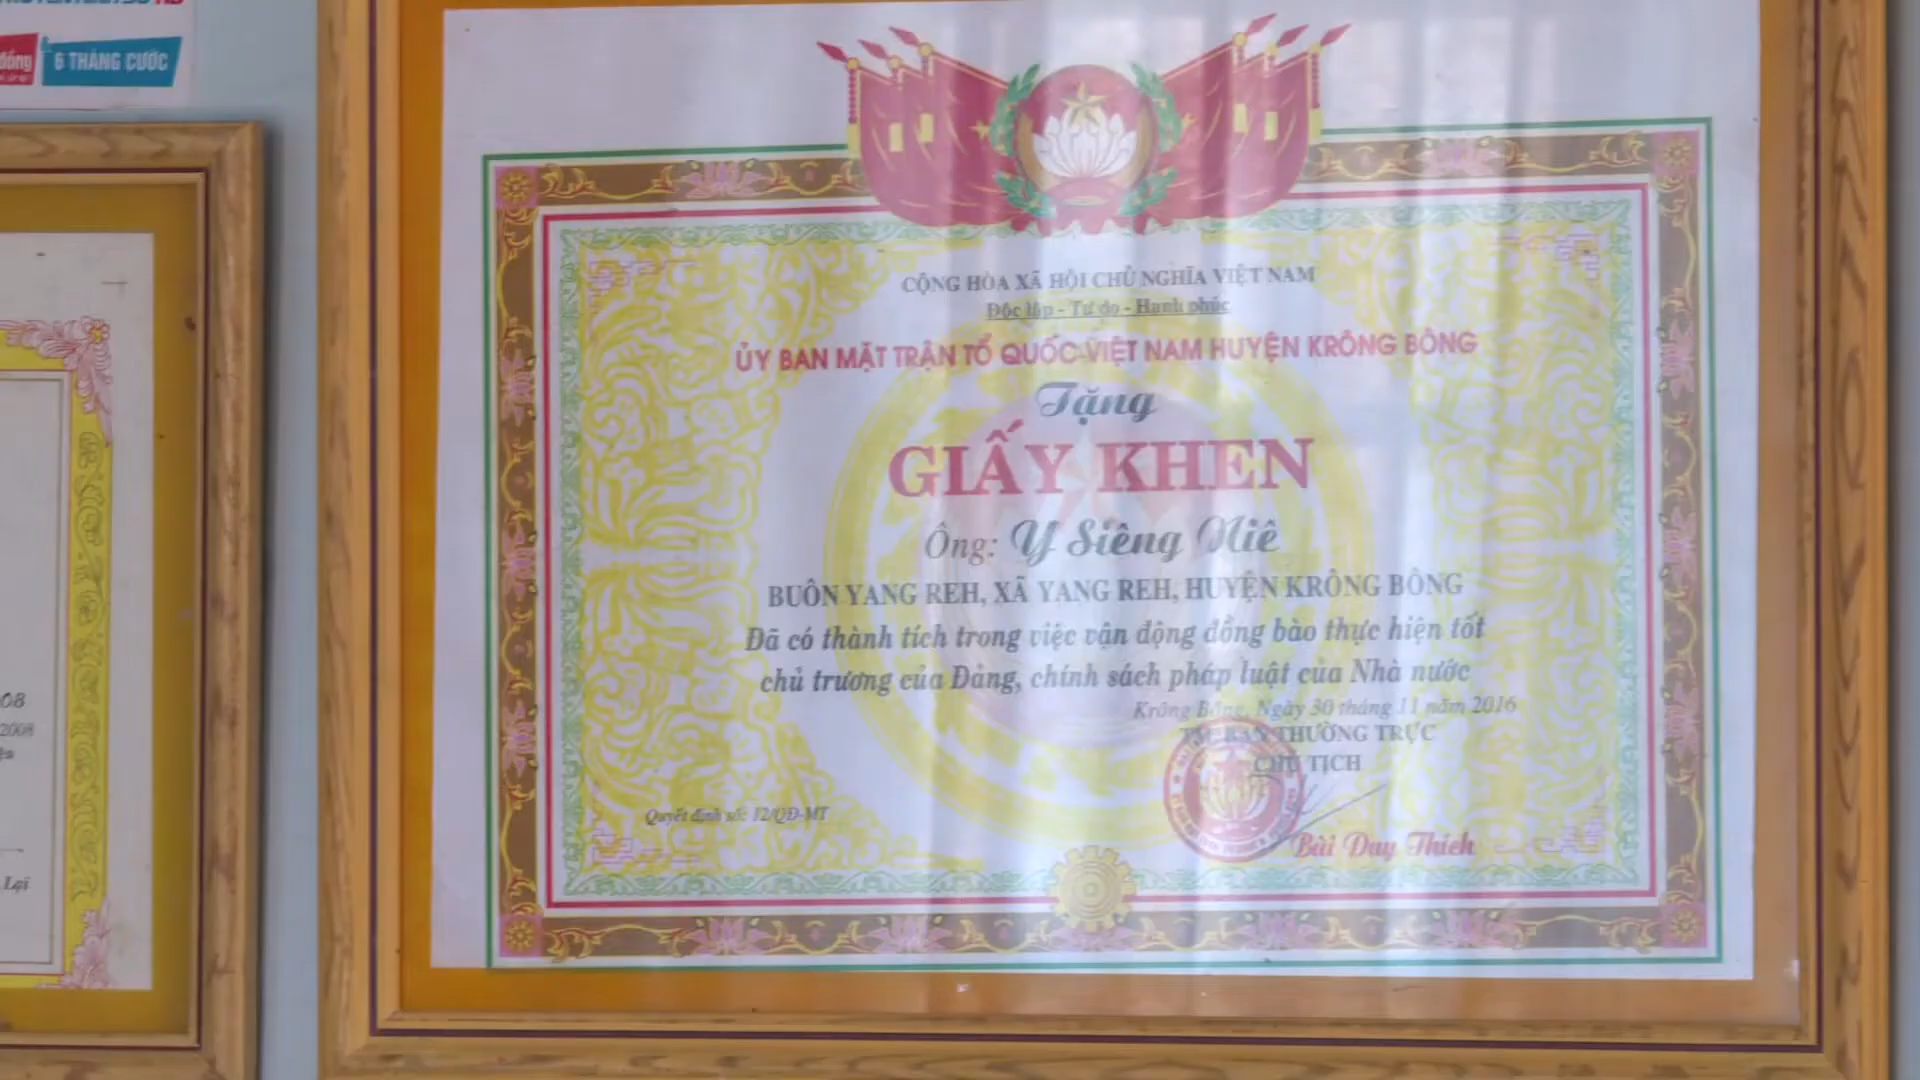 đồng
6 THÁNG CƯỚC
08
2008
Lại
CỘNG HÒA XÃ HỘI CHỦ NGHĨA VIỆT NAM
Độc lập - Tự do - Hạnh phúc
ỦY BAN MẶT TRẬN TỔ QUỐC VIỆT NAM HUYỆN KRÔNG BÔNG
Tặng
GIẤY KHEN
Ông: Y Siêng Niê
BUÔN YANG REH, XÃ YANG REH, HUYỆN KRÔNG BÔNG
Đã có thành tích trong việc vận động đồng bào thực hiện tốt
chủ trương của Đảng, chính sách pháp luật của Nhà nước
Krông Bông, Ngày 30 tháng 11 năm 2016
TM BAN THƯỜNG TRỰC
CHỦ TỊCH
Quyết định số: 12/QĐ-MT
Bùi Duy Thích